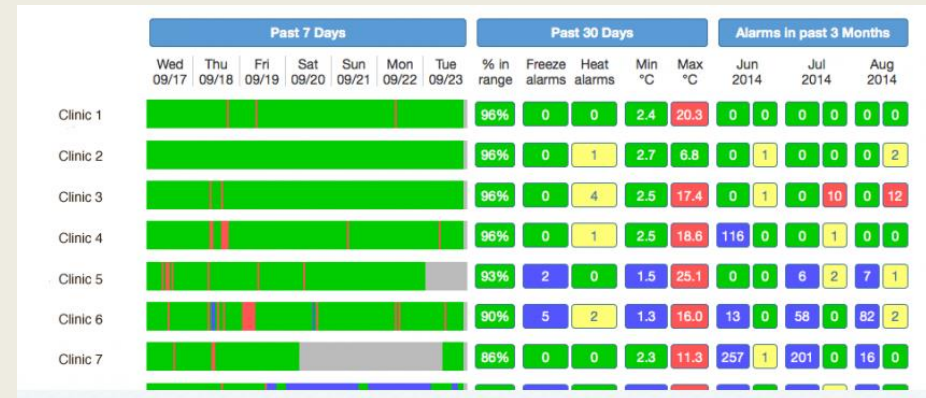 Past 7 Days Past 30 Days Alarms in past 3 Months
Wed Thu Fri Sat Sun Mon Tue % in Freeze Heat Min Max Jun Jul Aug
09/17 09/18 09/19 09/20 09/21 09/22 09/23 range alarms alarms °C °C 2014 2014 2014
Clinic 1 96% 0 0 2.4 20.3 0 0 0 0 0 0
Clinic 2 96% 0 1 2.7 6.8 0 1 0 0 0 2
Clinic 3 96% 0 4 2.5 17.4 0 1 0 10 0 12
Clinic 4 96% 0 1 2.5 18.6 116 0 0 1 0 0
Clinic 5 93% 2 0 1.5 25.1 0 0 6 2 7 1
Clinic 6 90% 5 2 1.3 16.0 13 0 58 0 82 2
Clinic 7 86% 0 0 2.3 11.3 257 1 201 0 16 0